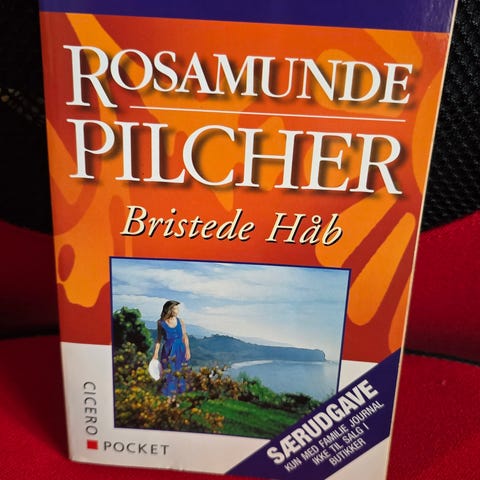 ROSAMUNDE
PILCHER
Bristede Håb
CICERO
POCKET
SÆRUDGAVE
KUN MED FAMILIE JOURNAL
IKKE TIL SALG I
BUTIKKER